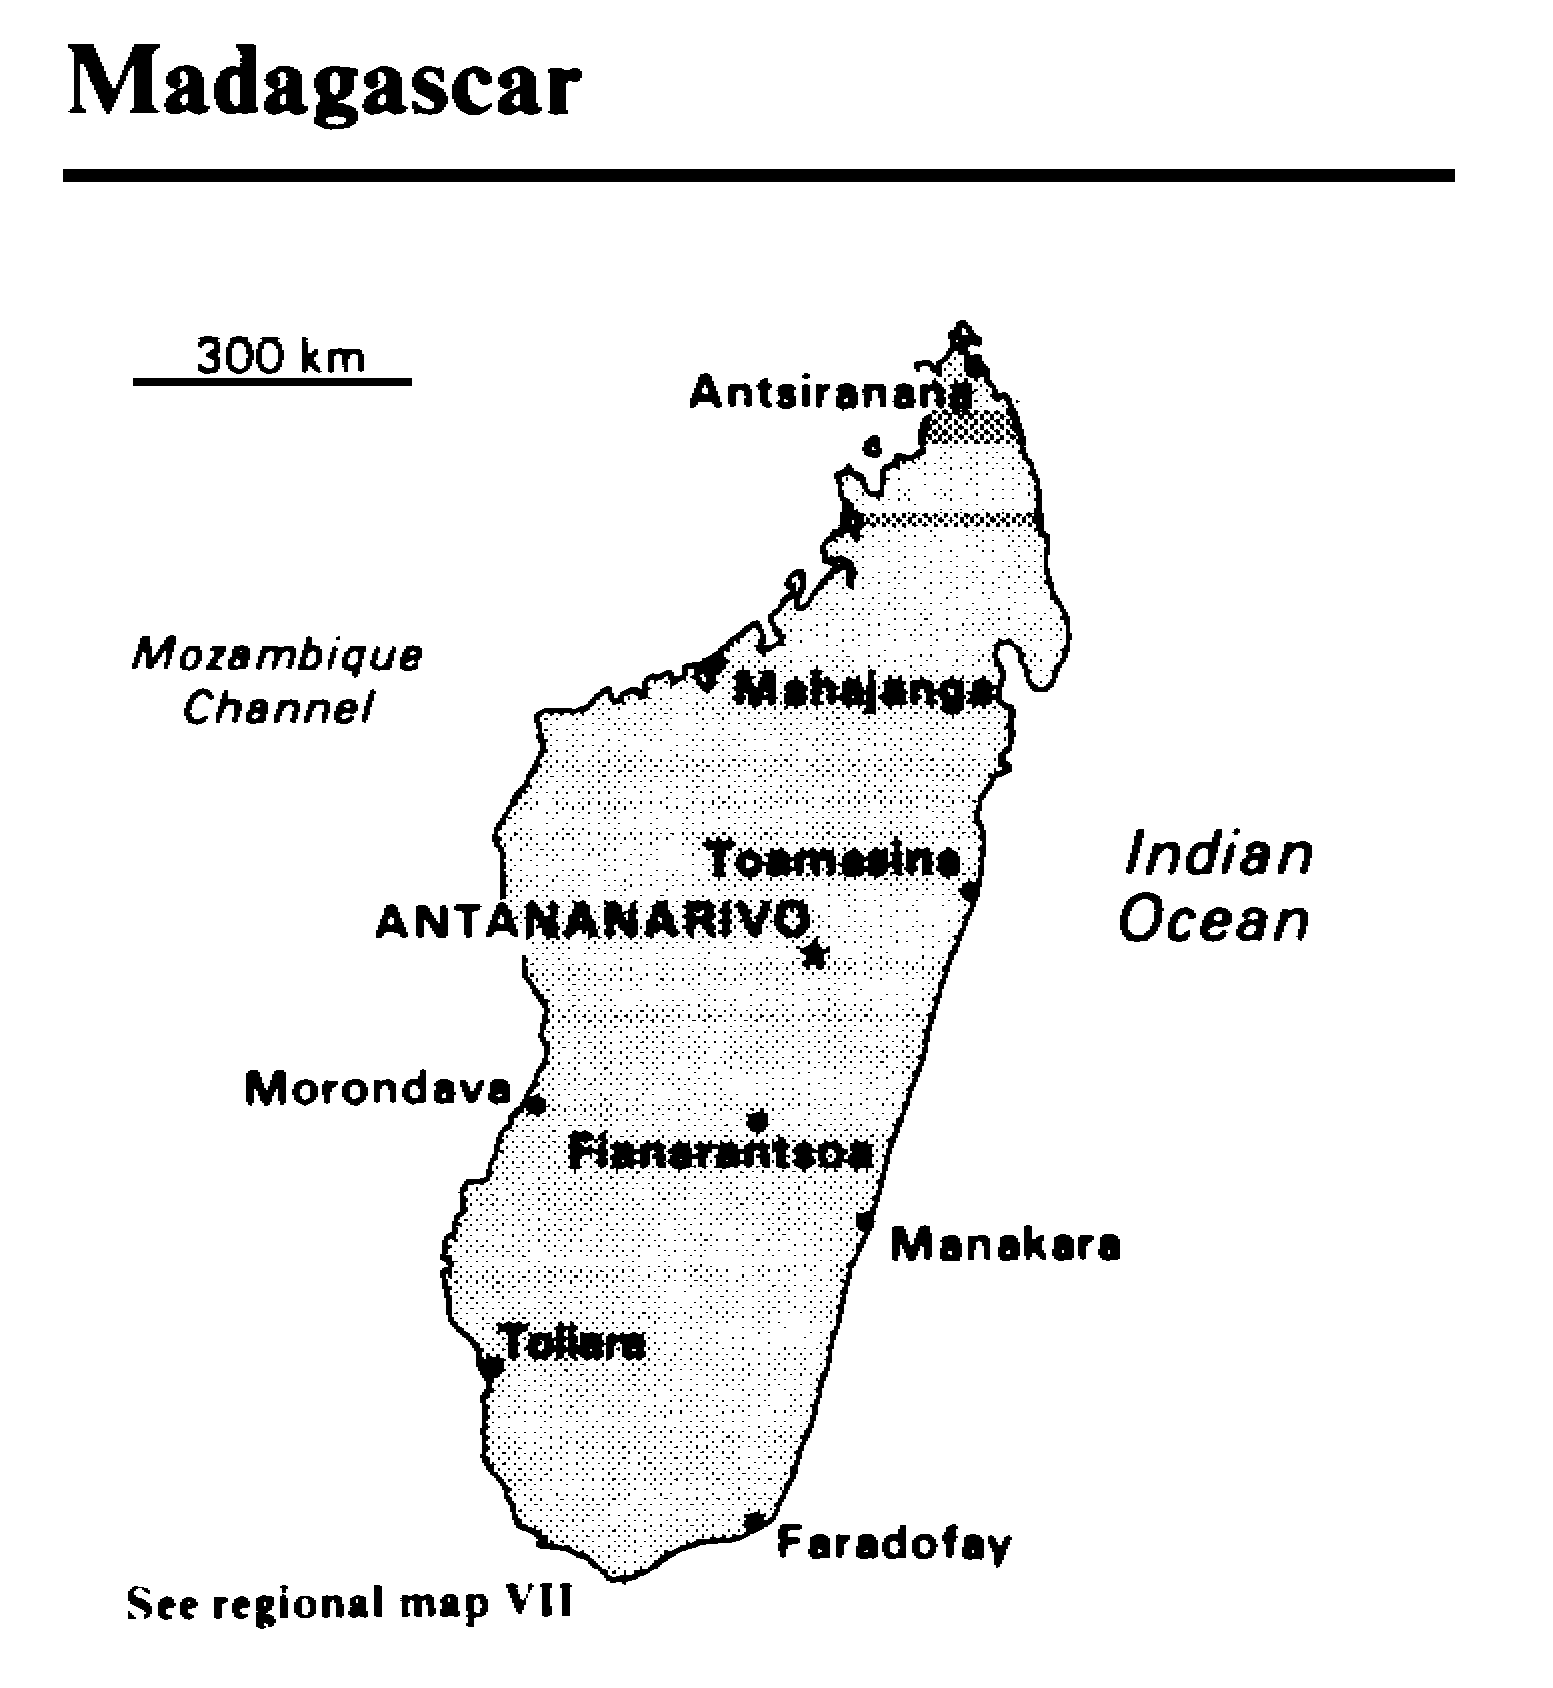 Madagascar
300 km
Antsiranana
Mozambique
Channel
Mahajanga
Toamasina
Indian
Ocean
ANTANANARIVO
Morondava
Fianarantsoa
Manakara
Toliara
Faradofay
See regional map VII